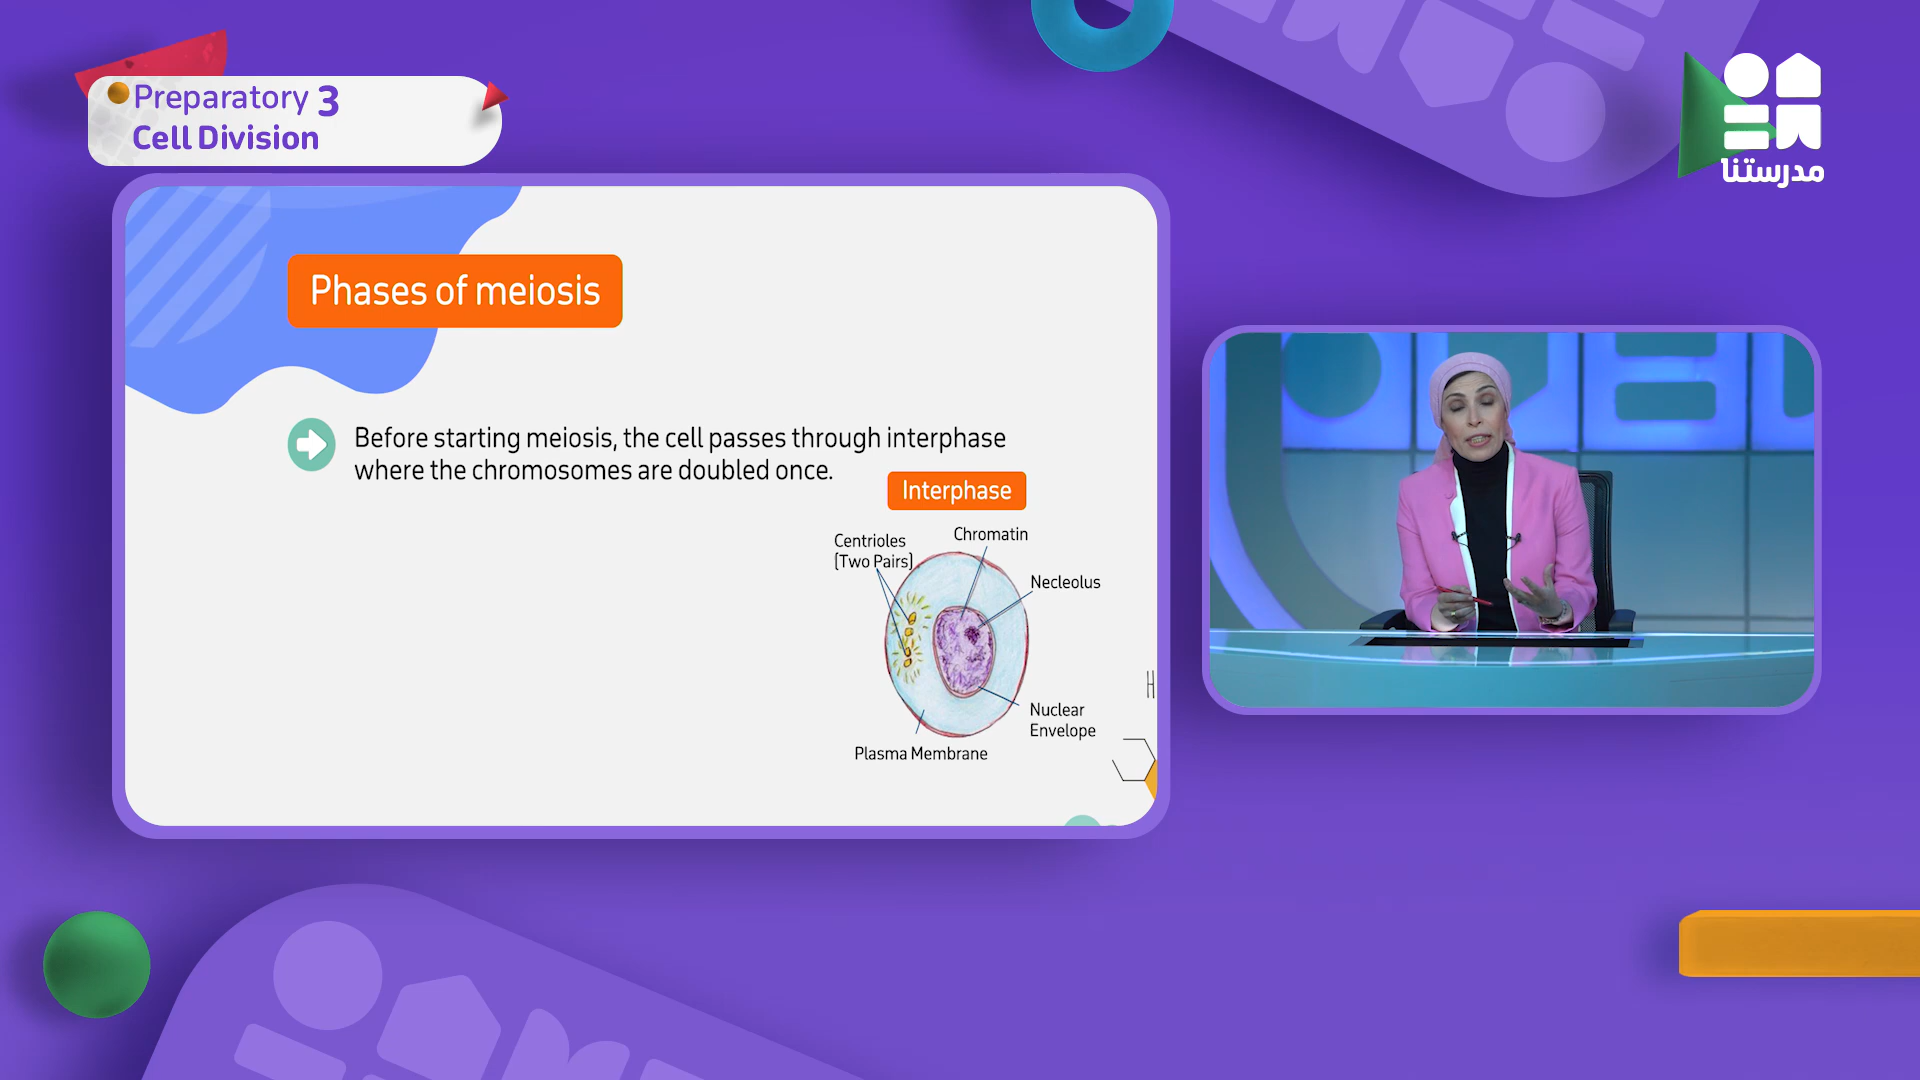 Preparatory 3
Cell Division
مدرستنا
Phases of meiosis
Before starting meiosis, the cell passes through interphase
where the chromosomes are doubled once.
Interphase
Centrioles
(Two Pairs)
Chromatin
Necleolus
Nuclear
Envelope
Plasma Membrane
H